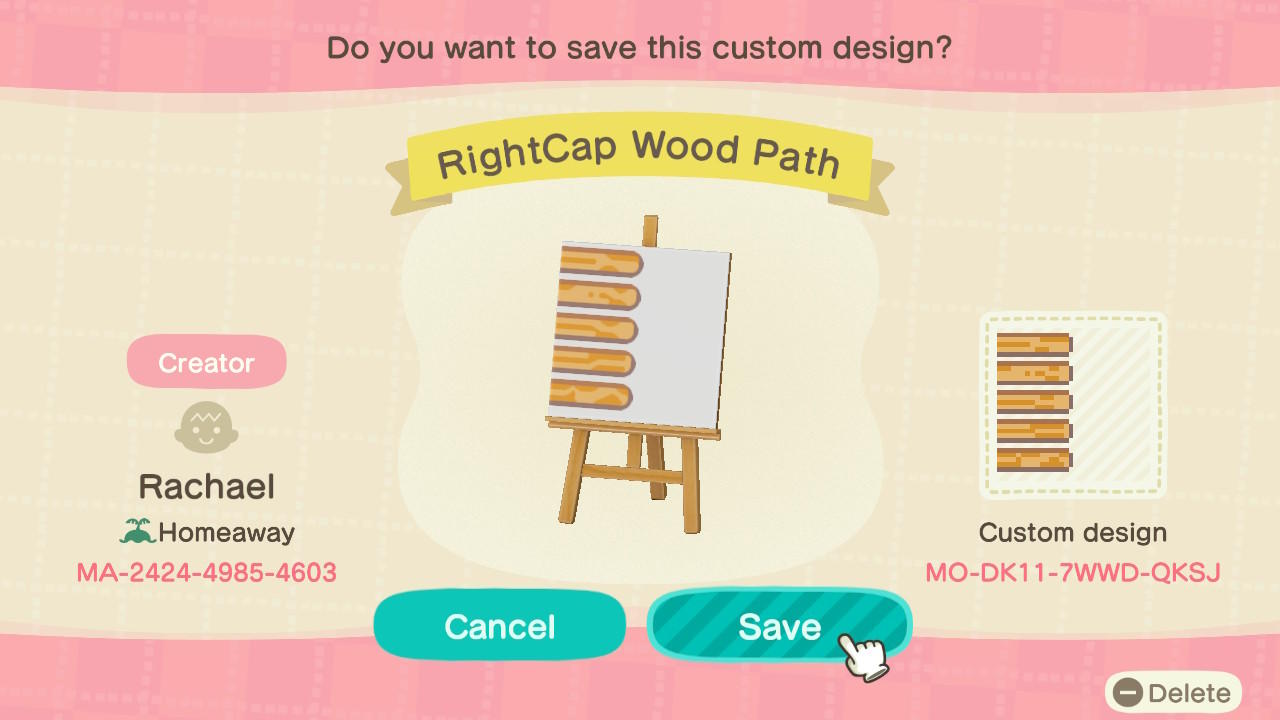 Do you want to save this custom design?
RightCap Wood Path
Creator
Rachael
Homeaway
MA-2424-4985-4603
Custom design
MO-DK11-7WWD-QKSJ
Cancel
Save
Delete